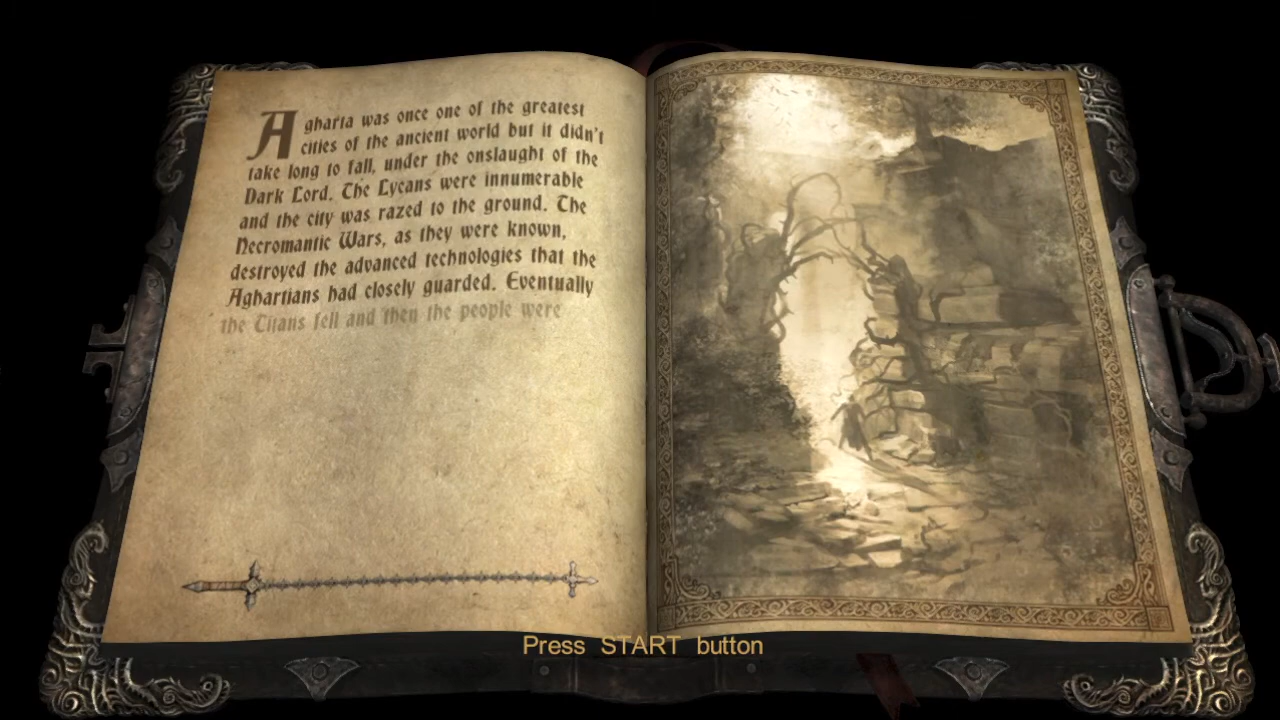 Agharta was once one of the greatest
cities of the ancient world but it didn't
take long to fall, under the onslaught of the
Dark Lord. The Lycans were innumerable
and the city was razed to the ground. The
Necromantic Wars, as they were known,
destroyed the advanced technologies that the
Aghartians had closely guarded. Eventually
the Titans fell and then the people were
Press START button